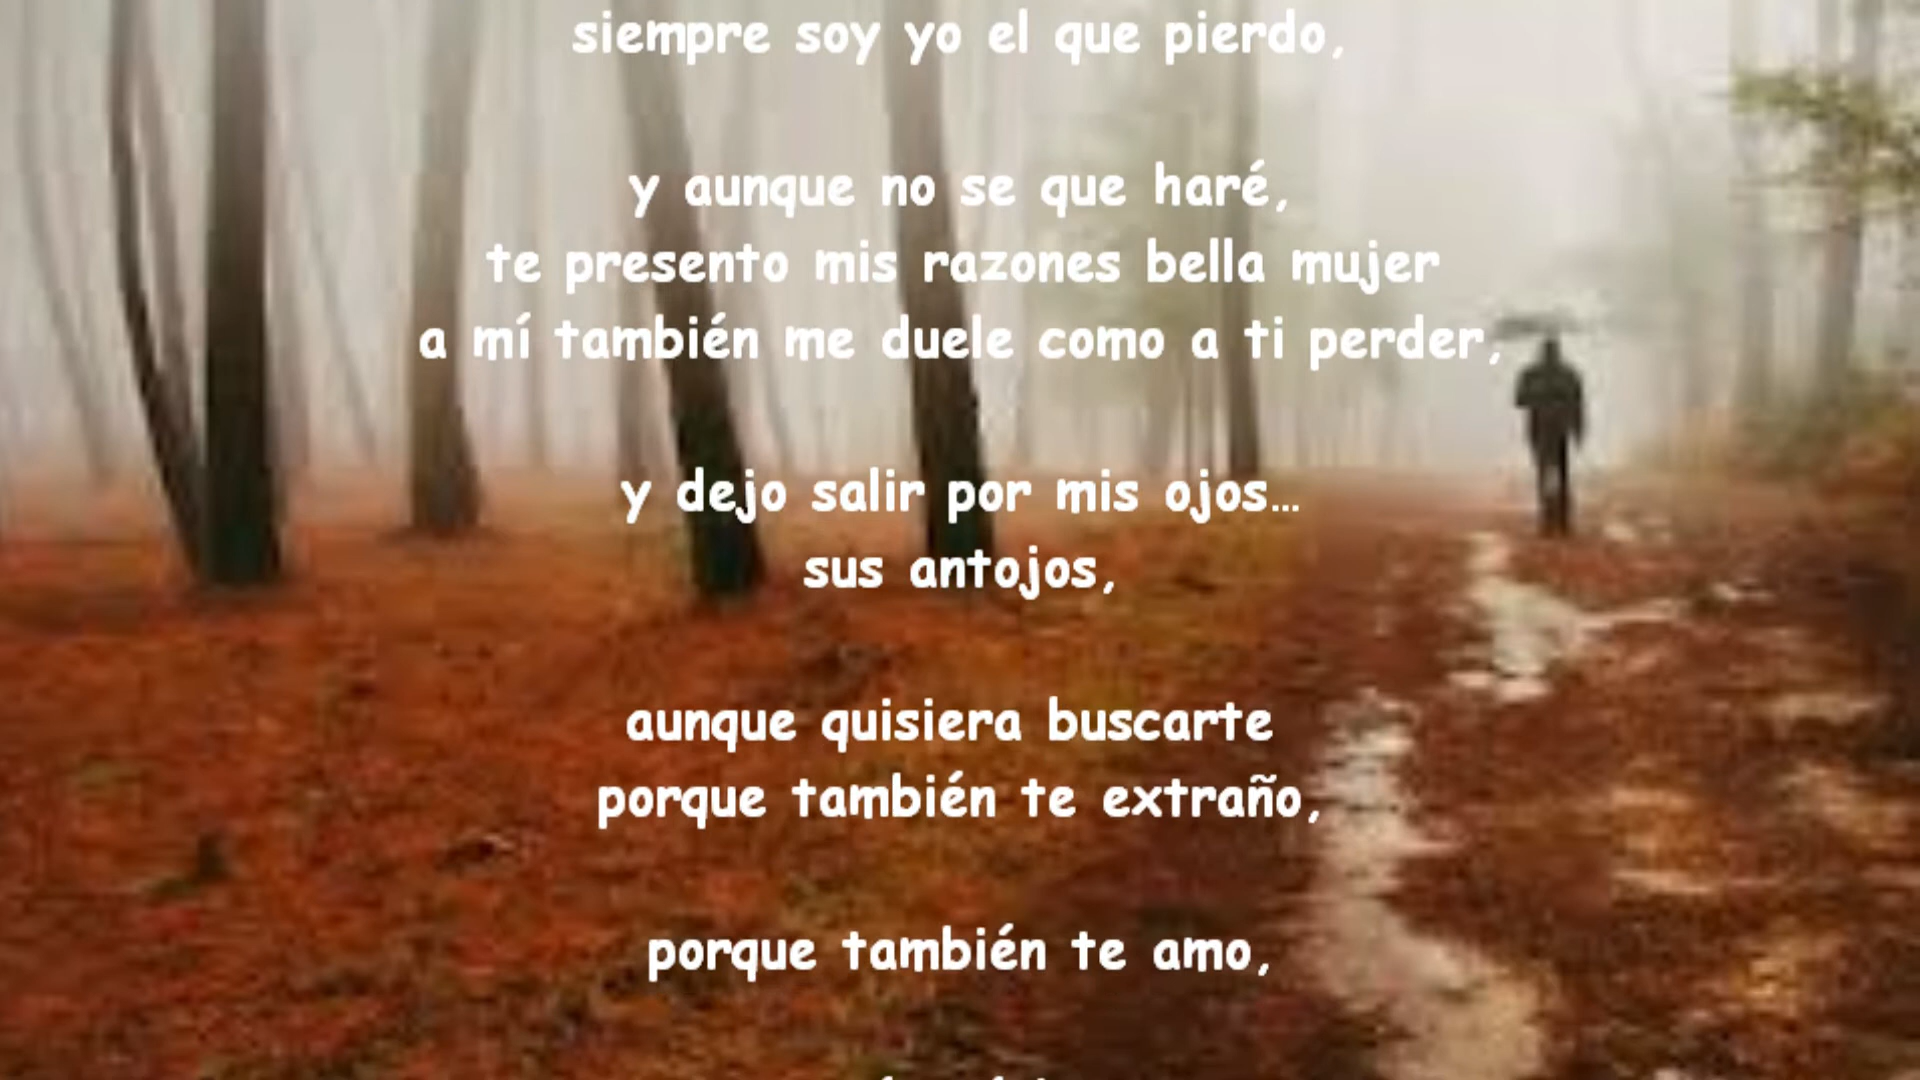 siempre soy yo el que pierdo,
y aunque no se que haré,
te presento mis razones bella mujer
a mí también me duele como a ti perder,
y dejo salir por mis ojos...
sus antojos,
aunque quisiera buscarte
porque también te extraño,
porque también te amo,